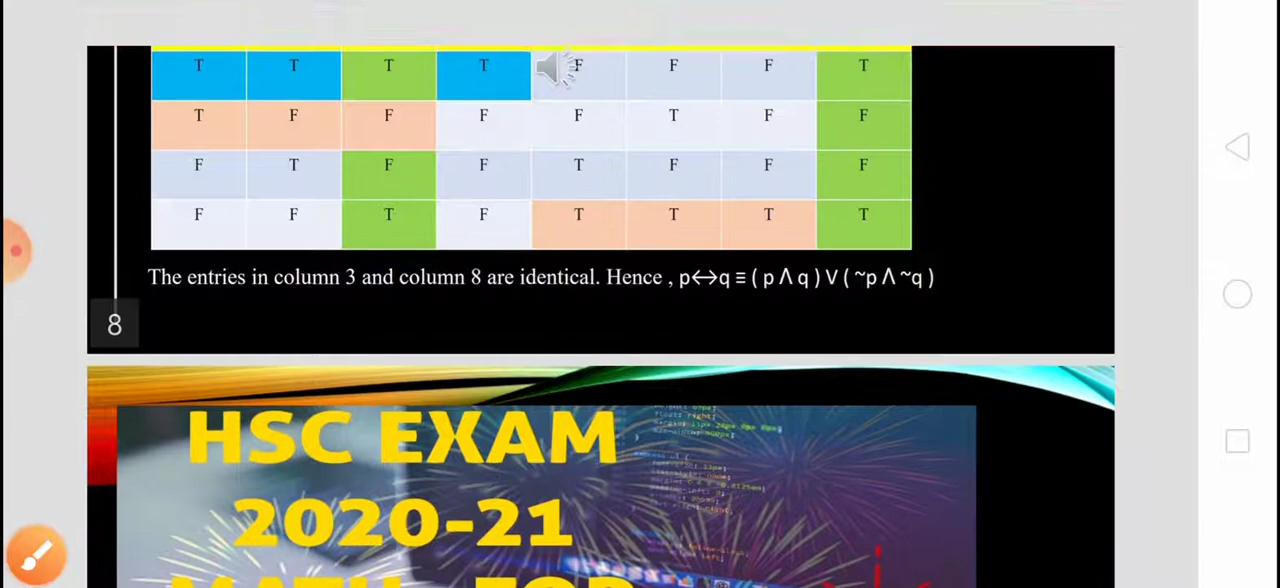 T T T T F F F T
T F F F F T F F
F T F F T F F F
F F T F T T T T
The entries in column 3 and column 8 are identical. Hence , p↔q ≡ ( p Λ q ) V ( ~p Λ ~q )
8
HSC EXAM
2020-21